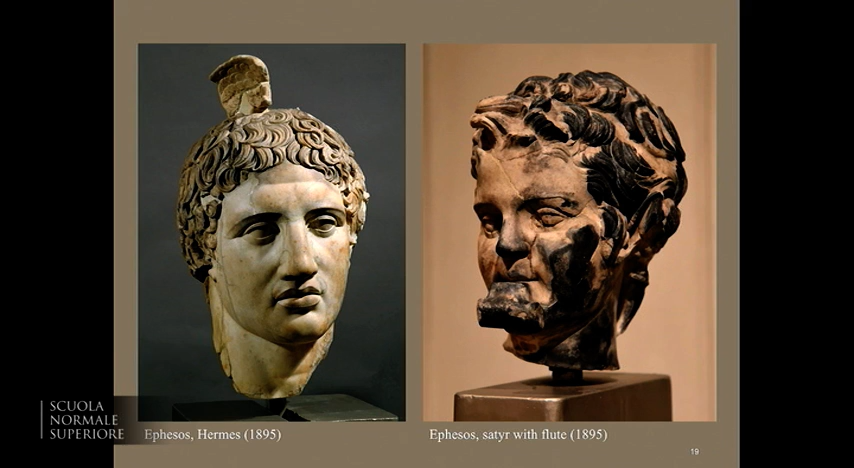 Ephesos, Hermes (1895)
Ephesos, satyr with flute (1895)
SCUOLA
NORMALE
SUPERIORE
19